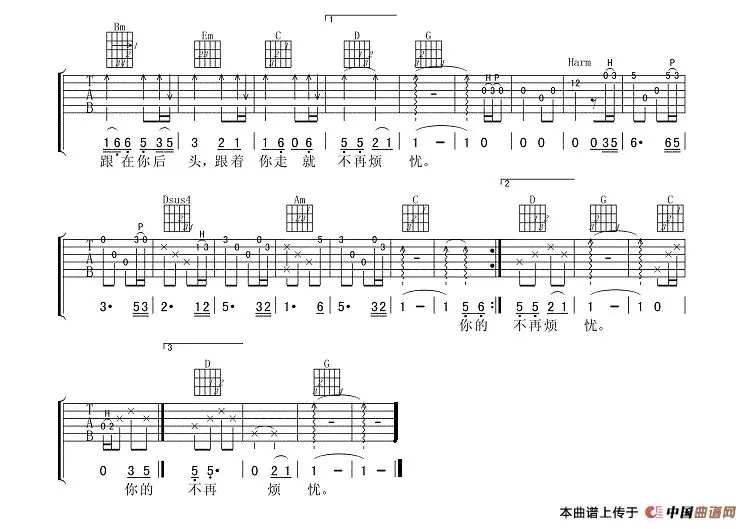 1
Bm Em C D G
Harm H P H P
T A B 0 3 0 0 0 0 12 0 3 5 0 0 5 3
1 6 6 5 3 5 | 3 2 1 | 1 6 0 6 | 5 5 2 1 | 1 - | 1 0 | 0 0 | 0 0 3 5 | 6· 6 5
跟在你后 头，跟着 你走就 不再烦 忧。
2
Dsus4 Am C D G C
P H
T A B
3· 5 3 | 2· 1 2 | 5· 3 2 | 1· 6 | 5· 3 2 | 1 - | 1 5 6 :| 5 5 2 1 | 1 - | 1 0
你的 不再烦 忧。
3
D G
H
T A B 0 2
0 3 5 | 5 5· | 0 2 1 | 1 - | 1 -
你的 不再 烦 忧。
本曲谱上传于 中国曲谱网